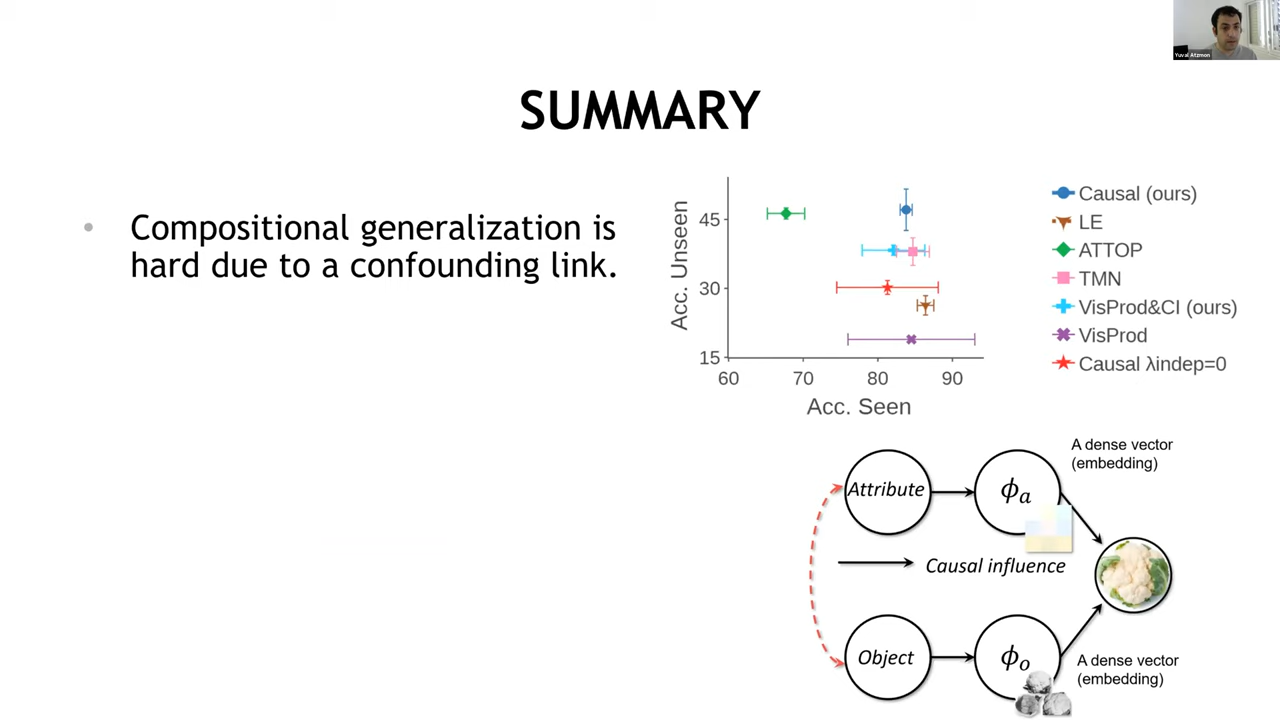 Yuval Atzmon
SUMMARY
• Compositional generalization is
hard due to a confounding link.
Acc. Unseen
45
30
15
60 70 80 90
Acc. Seen
Causal (ours)
LE
ATTOP
TMN
VisProd&CI (ours)
VisProd
Causal λindep=0
A dense vector
(embedding)
Attribute
ϕa
Causal influence
Object
ϕo
A dense vector
(embedding)